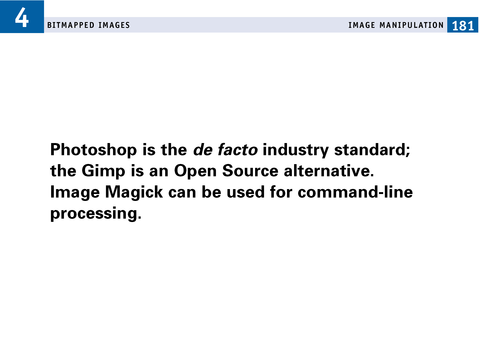 4
BITMAPPED IMAGES
IMAGE MANIPULATION 181
Photoshop is the de facto industry standard;
the Gimp is an Open Source alternative.
Image Magick can be used for command-line
processing.